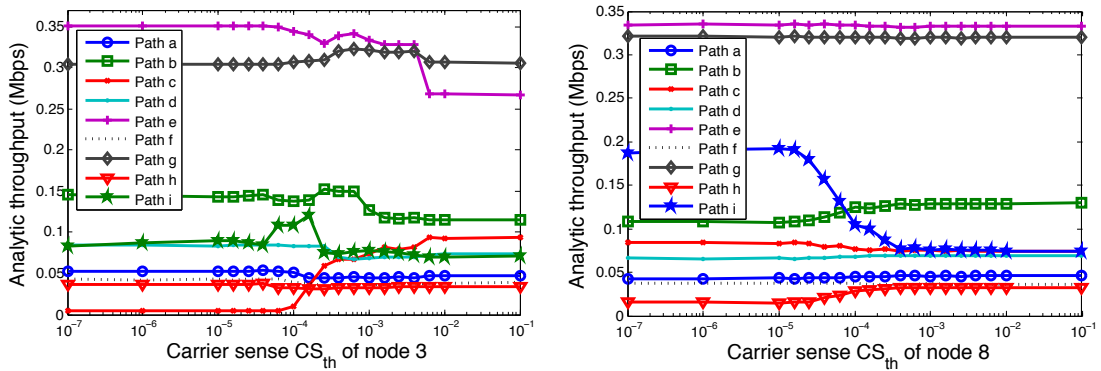 Analytic throughput (Mbps)
0.35
0.3
0.25
0.2
0.15
0.1
0.05
0
Path a
Path b
Path c
Path d
Path e
Path f
Path g
Path h
Path i
10⁻⁷
10⁻⁶
10⁻⁵
10⁻⁴
10⁻³
10⁻²
10⁻¹
Carrier sense CS_th of node 3
Analytic throughput (Mbps)
0.35
0.3
0.25
0.2
0.15
0.1
0.05
0
Path a
Path b
Path c
Path d
Path e
Path f
Path g
Path h
Path i
10⁻⁷
10⁻⁶
10⁻⁵
10⁻⁴
10⁻³
10⁻²
10⁻¹
Carrier sense CS_th of node 8